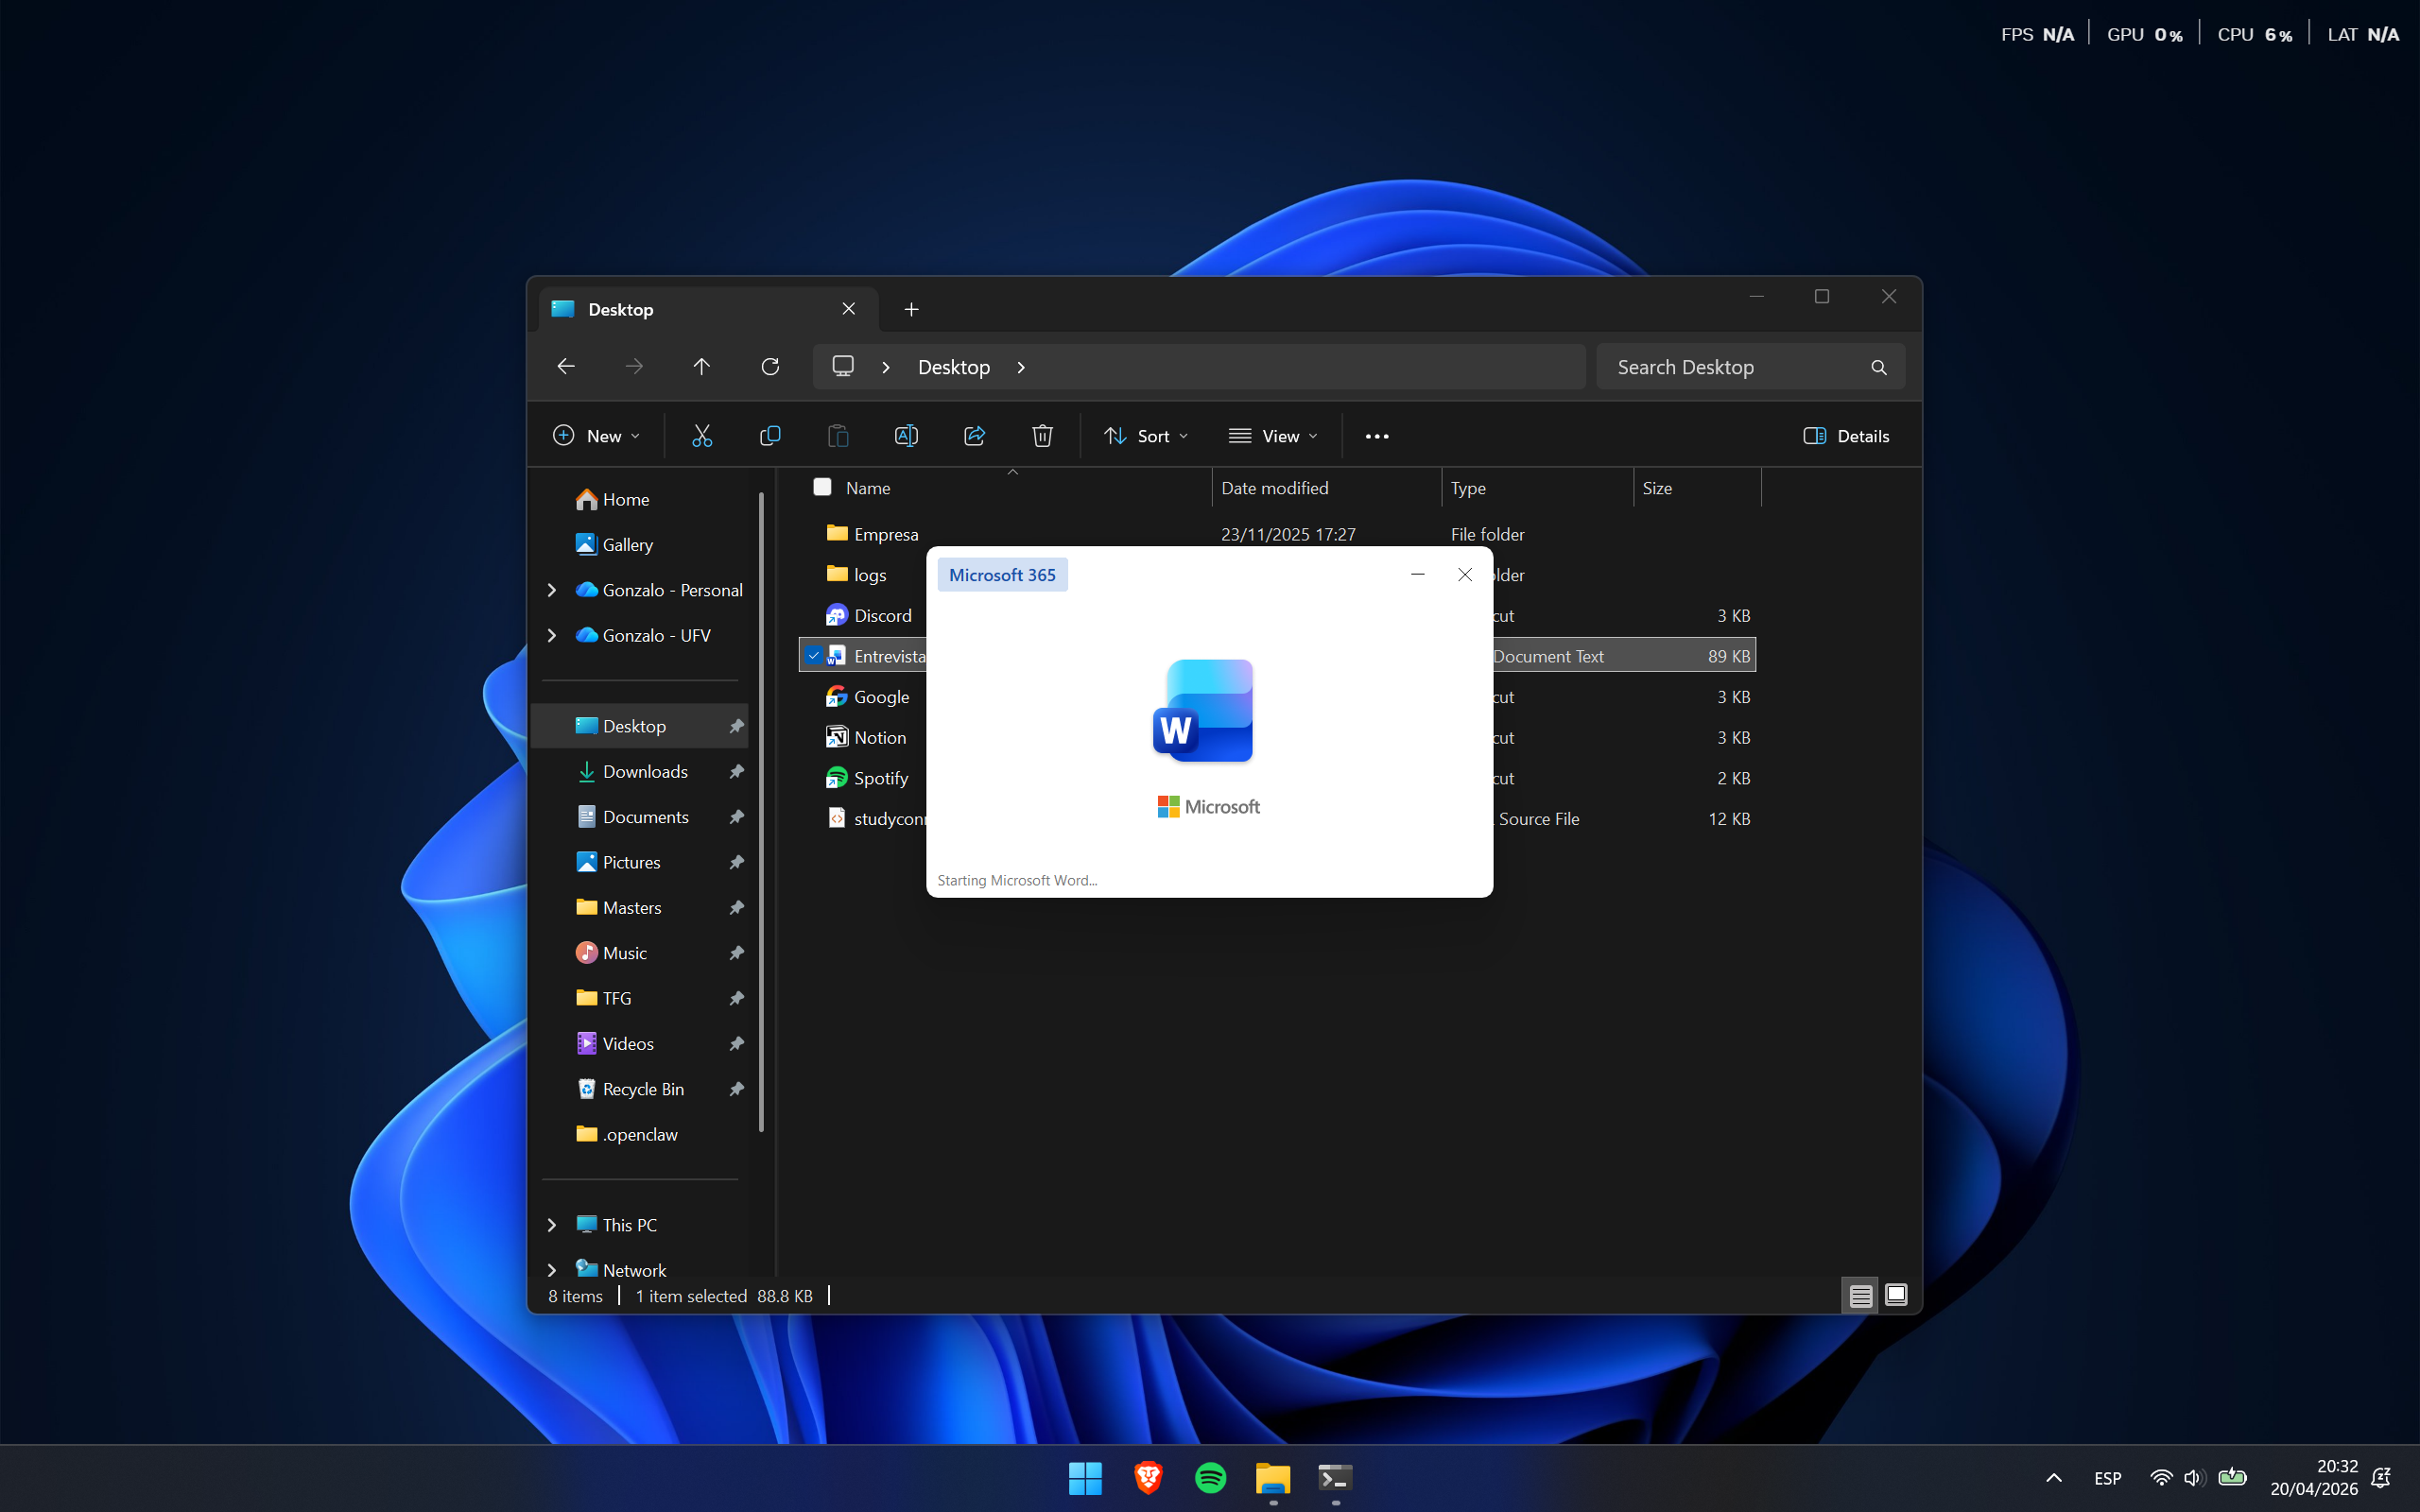 FPS N/A GPU 0% CPU 6% LAT N/A
Desktop
Desktop
Search Desktop
New
Sort
View
Details
Name Date modified Type Size
Home
Gallery
Gonzalo - Personal
Gonzalo - UFV
Desktop
Downloads
Documents
Pictures
Masters
Music
TFG
Videos
Recycle Bin
.openclaw
This PC
Network
Empresa 23/11/2025 17:27 File folder
logs
Discord 3 KB
Entrevista Document Text 89 KB
Google 3 KB
Notion 3 KB
Spotify 2 KB
Source File 12 KB
Microsoft 365
W
Microsoft
Starting Microsoft Word...
8 items 1 item selected 88.8 KB
ESP
20:32
20/04/2026